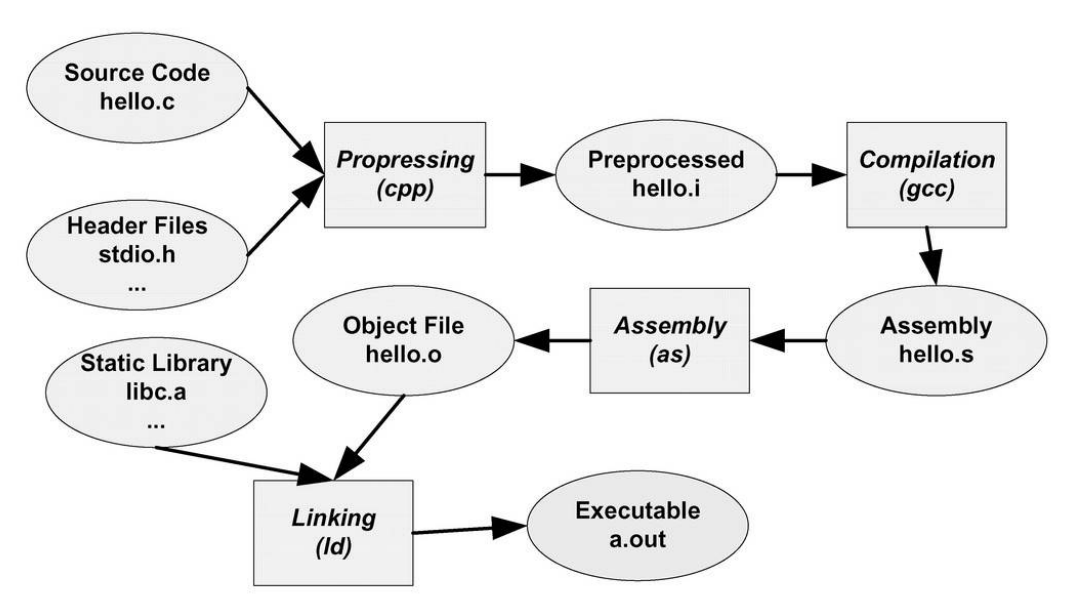 Source Code
hello.c
Header Files
stdio.h
...
Propressing
(cpp)
Preprocessed
hello.i
Compilation
(gcc)
Assembly
hello.s
Assembly
(as)
Object File
hello.o
Static Library
libc.a
...
Linking
(ld)
Executable
a.out